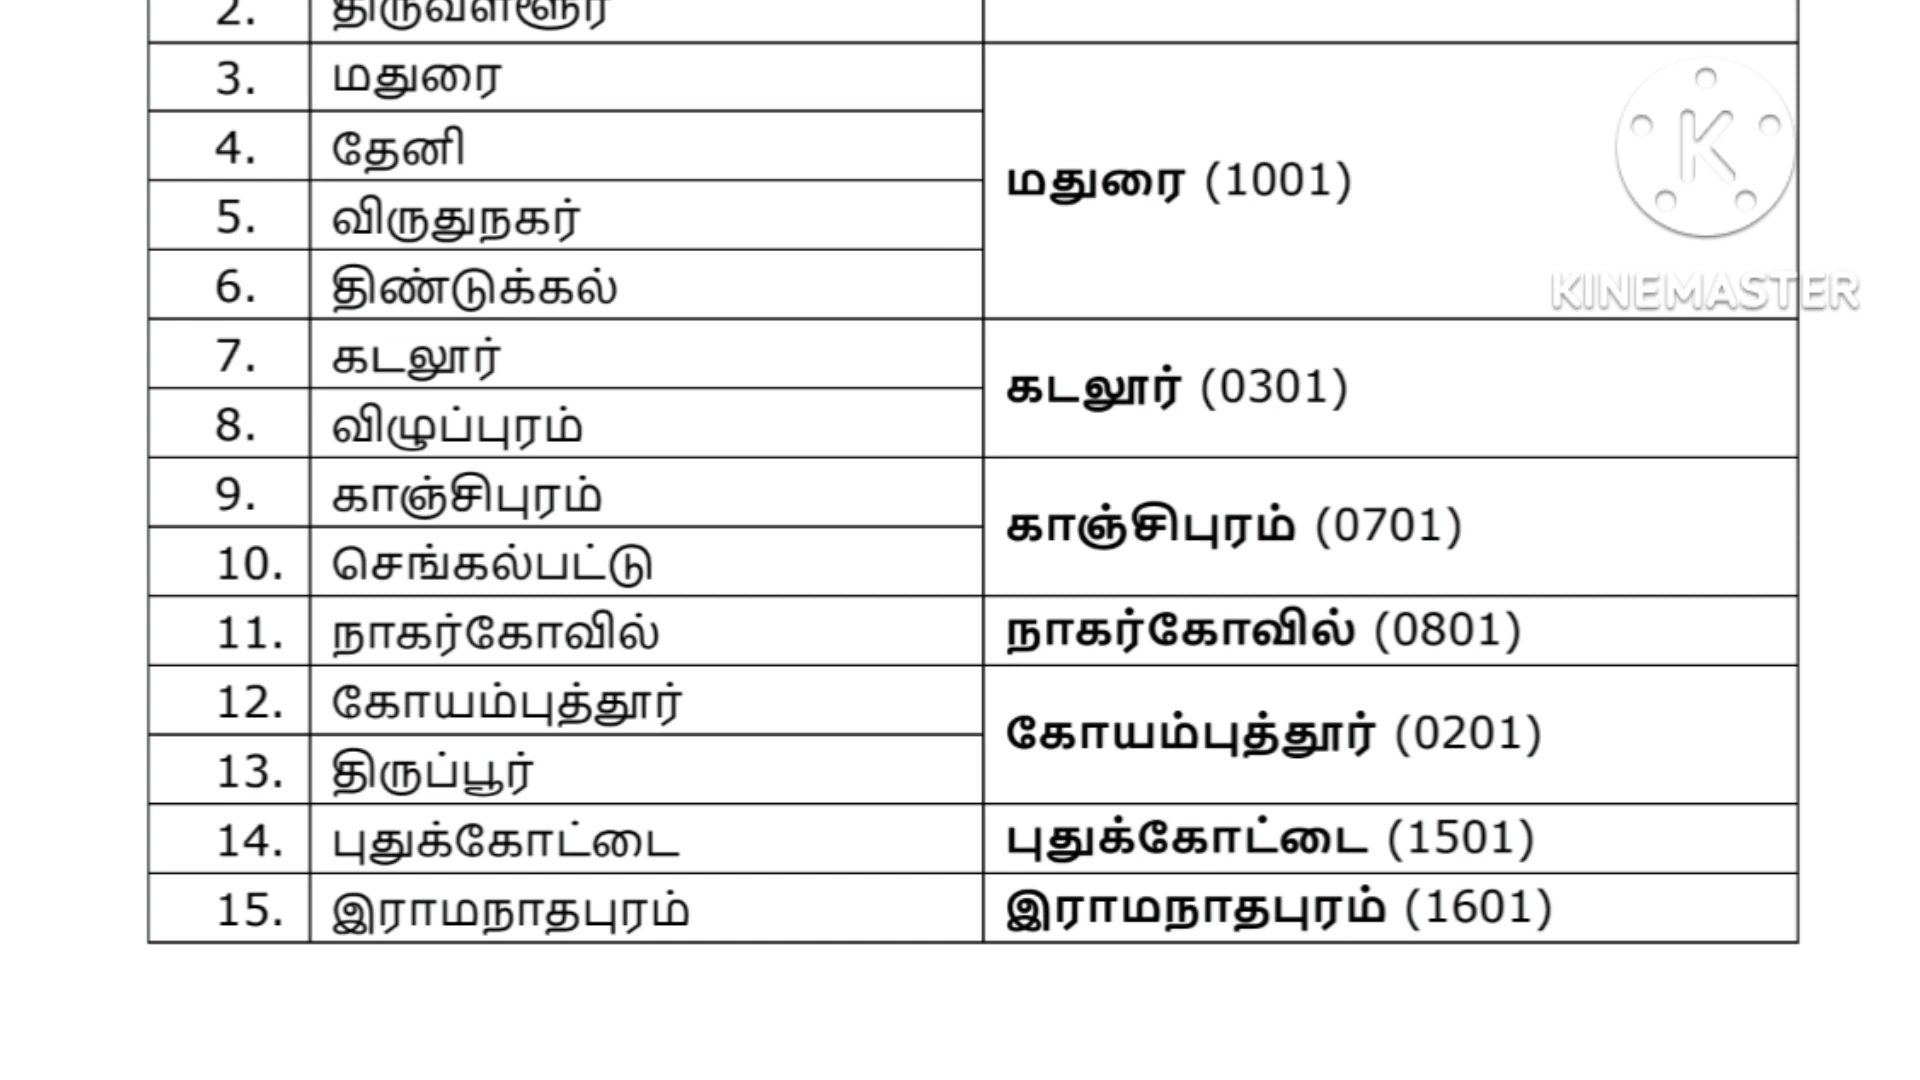 2. திருவள்ளூர்
3. மதுரை
4. தேனி
மதுரை (1001)
5. விருதுநகர்
6. திண்டுக்கல்
7. கடலூர்
கடலூர் (0301)
8. விழுப்புரம்
9. காஞ்சிபுரம்
காஞ்சிபுரம் (0701)
10. செங்கல்பட்டு
11. நாகர்கோவில் நாகர்கோவில் (0801)
12. கோயம்புத்தூர்
கோயம்புத்தூர் (0201)
13. திருப்பூர்
14. புதுக்கோட்டை புதுக்கோட்டை (1501)
15. இராமநாதபுரம் இராமநாதபுரம் (1601)
K
KINEMASTER